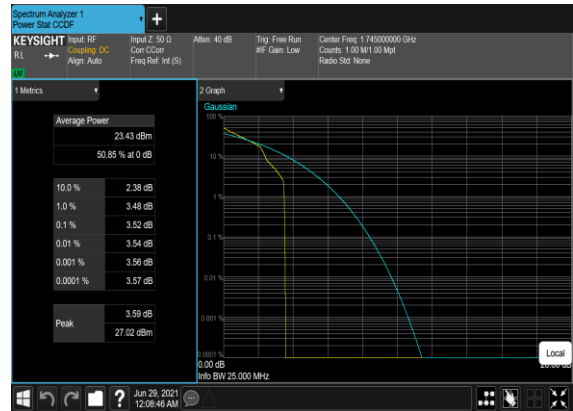 Spectrum Analyzer 1
Power Stat CCDF
KEYSIGHT
RL
LW
Input: RF
Coupling: DC
Align: Auto
Input Z: 50 Ω
Corr CCorr
Freq Ref: Int (S)
Atten: 40 dB
Trig: Free Run
#IF Gain: Low
Center Freq: 1.745000000 GHz
Counts: 1.00 M/1.00 Mpt
Radio Std: None
1 Metrics
Average Power
23.43 dBm
50.85 % at 0 dB
10.0 % 2.38 dB
1.0 % 3.48 dB
0.1 % 3.52 dB
0.01 % 3.54 dB
0.001 % 3.56 dB
0.0001 % 3.57 dB
Peak 3.59 dB
27.02 dBm
2 Graph
Gaussian
100 %
10 %
1 %
0.1 %
0.01 %
0.001 %
0.0001 %
0.00 dB
Info BW 25.000 MHz
Local
?
Jun 29, 2021
12:08:46 AM